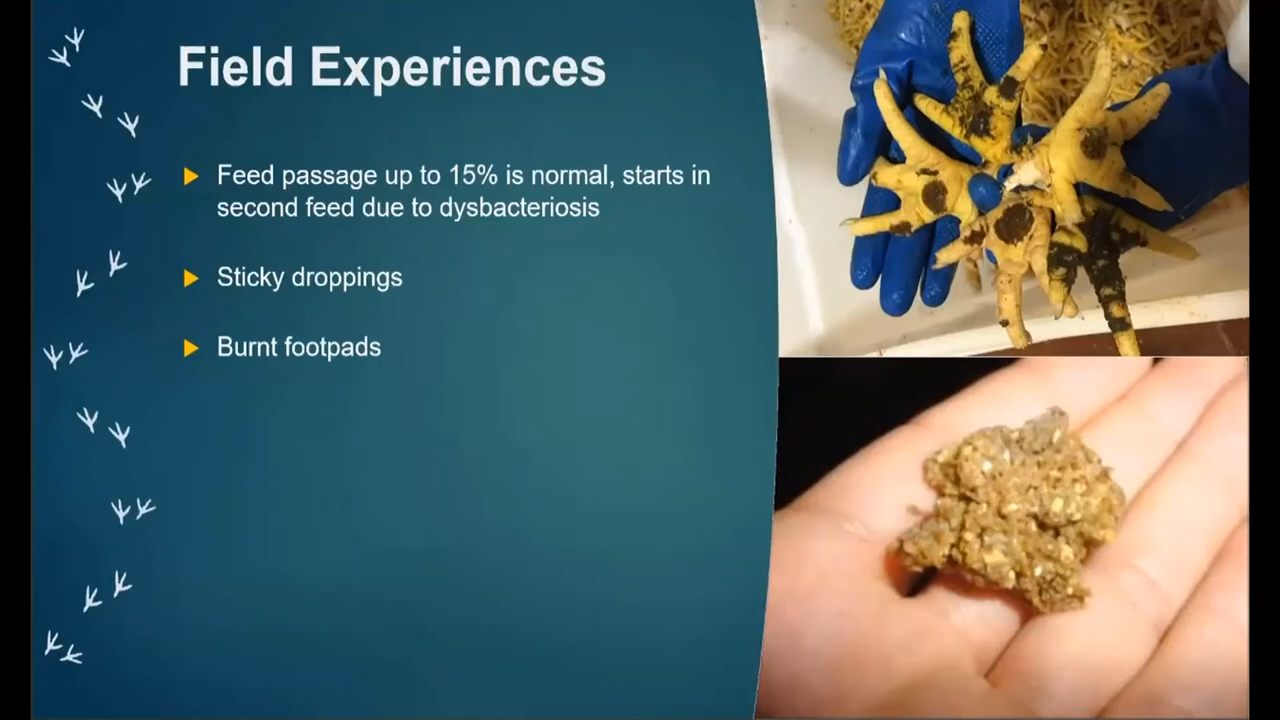 Field Experiences
Feed passage up to 15% is normal, starts in
second feed due to dysbacteriosis
Sticky droppings
Burnt footpads